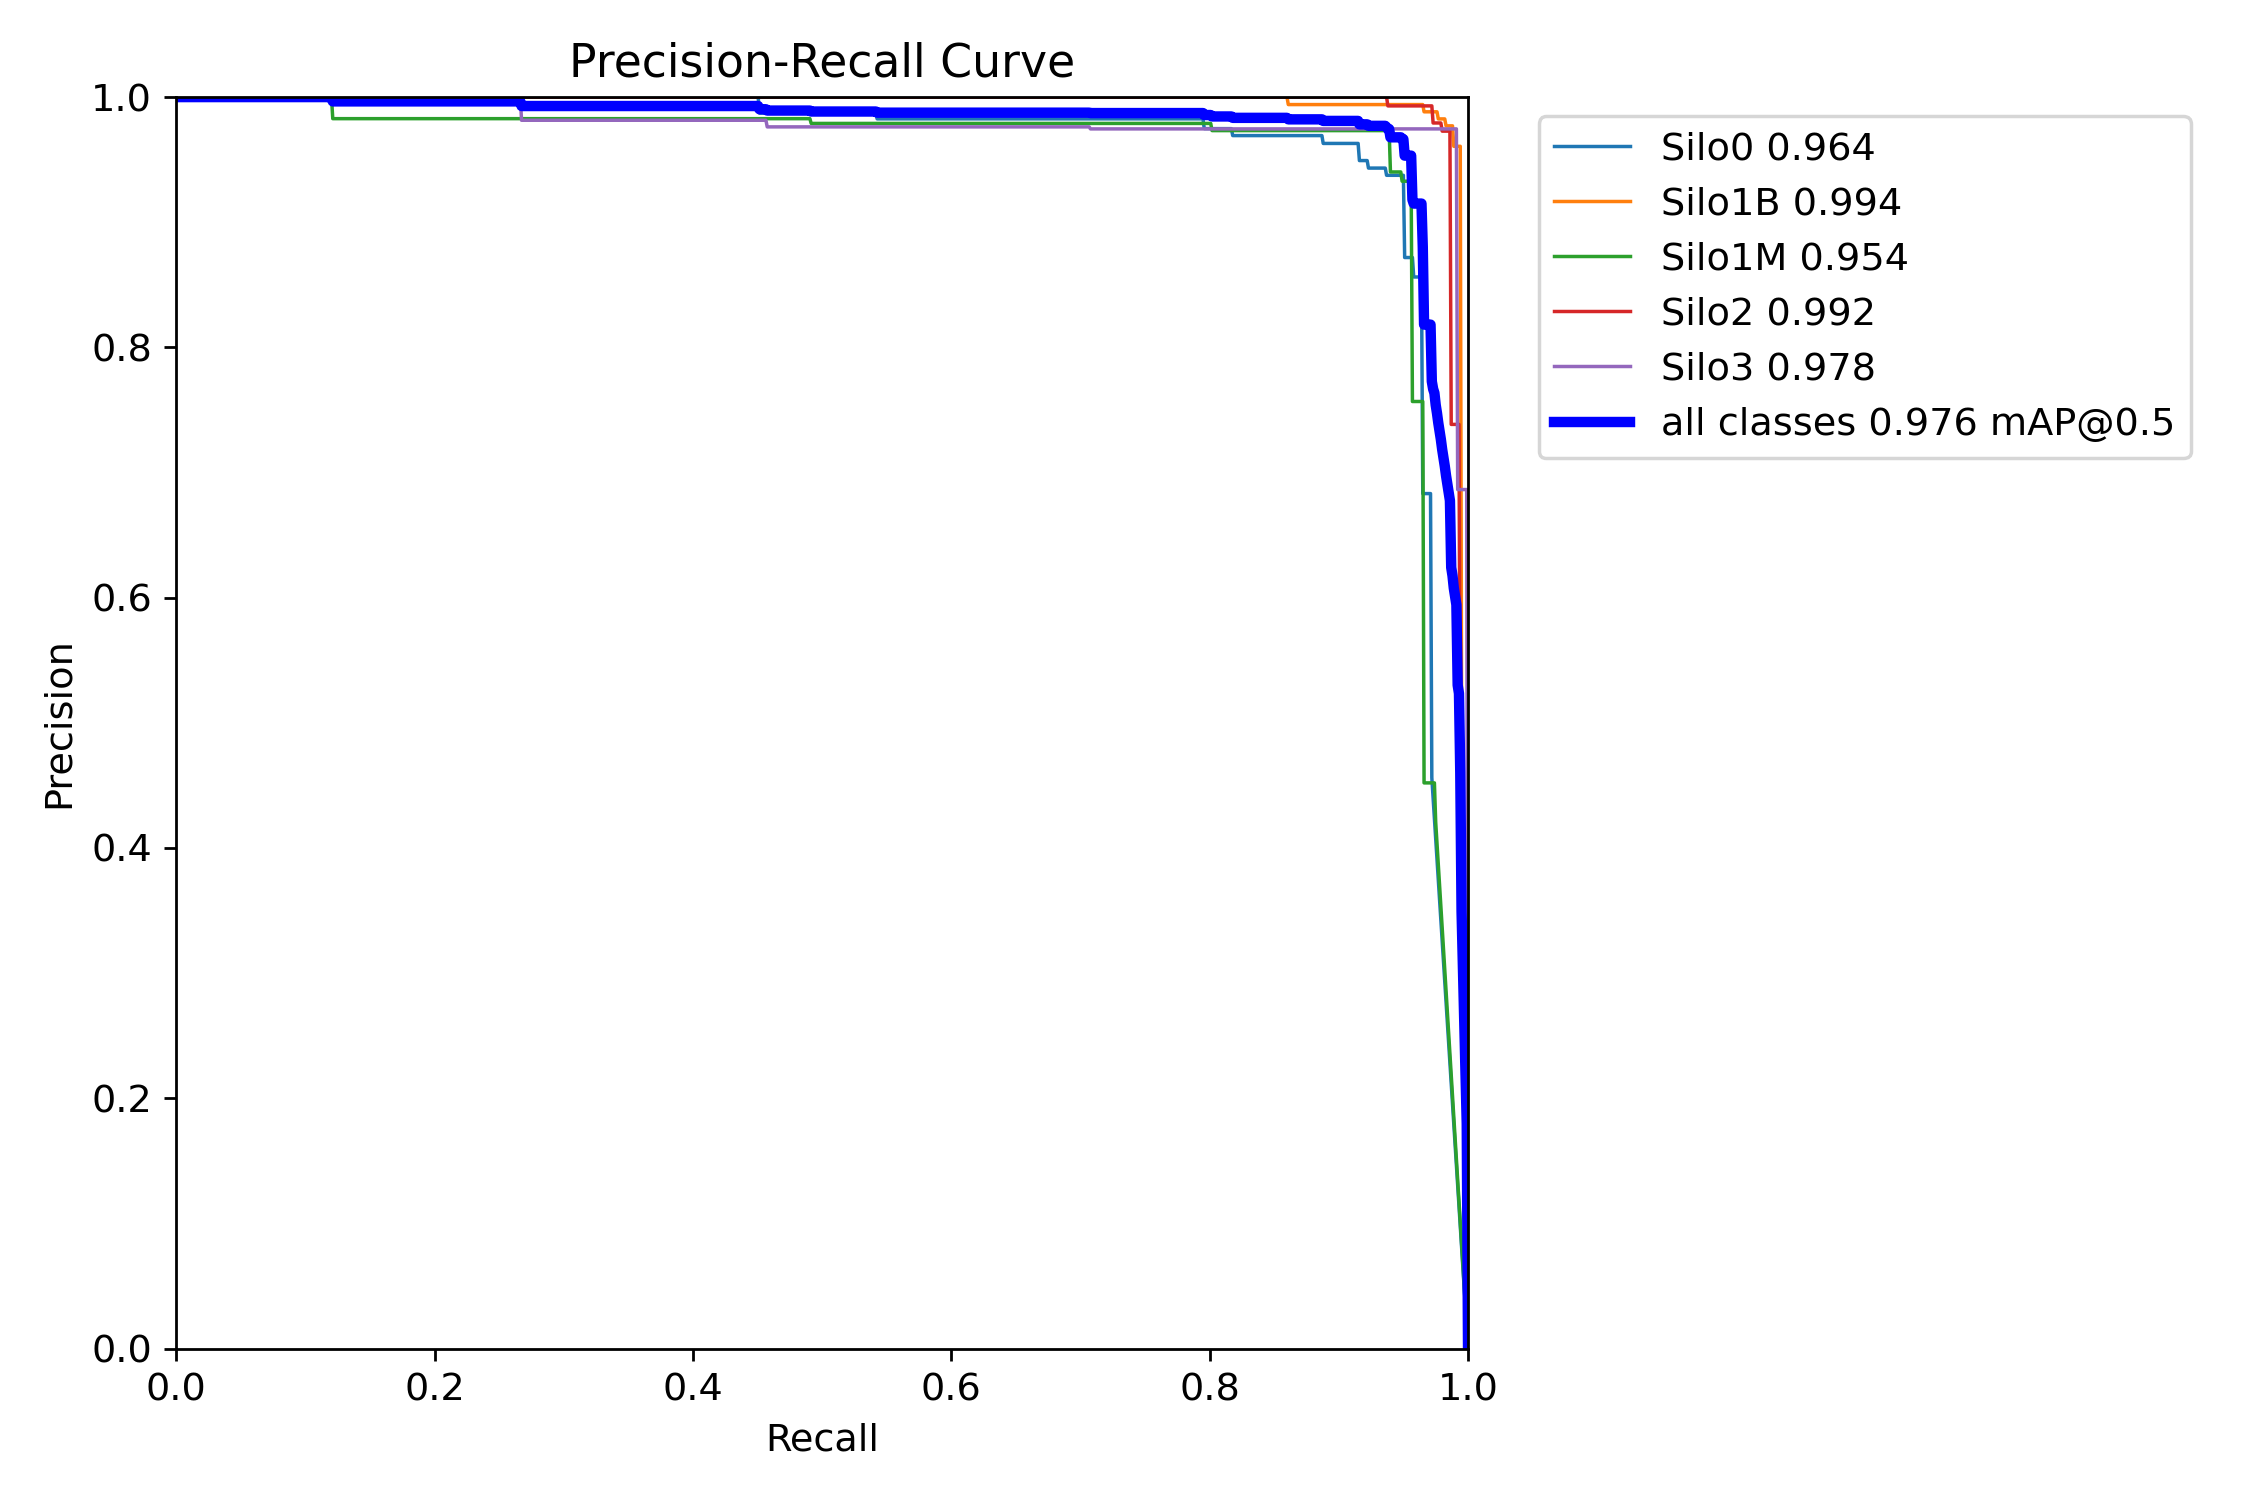 Precision-Recall Curve
1.0
0.8
0.6
0.4
0.2
0.0
Precision
0.0 0.2 0.4 0.6 0.8 1.0
Recall
Silo0 0.964
Silo1B 0.994
Silo1M 0.954
Silo2 0.992
Silo3 0.978
all classes 0.976 mAP@0.5